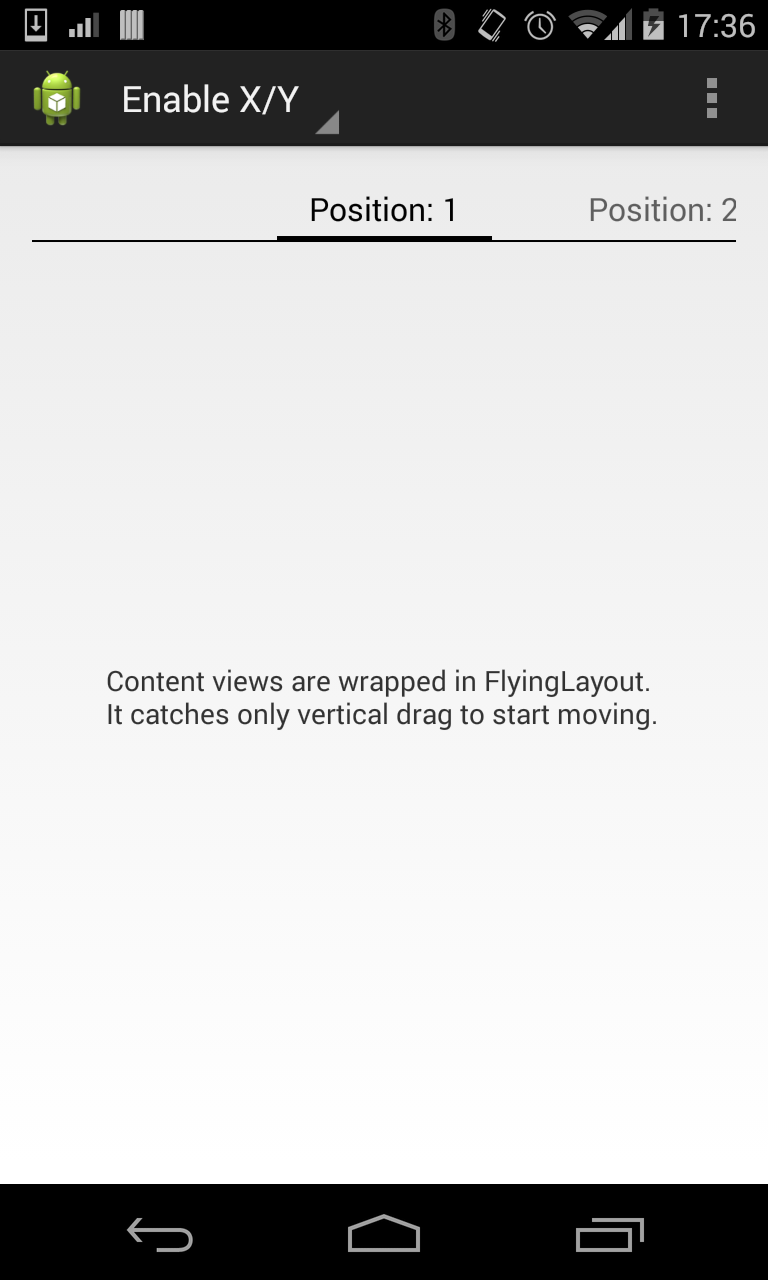 17:36
Enable X/Y
Position: 1
Position: 2
Content views are wrapped in FlyingLayout.
It catches only vertical drag to start moving.